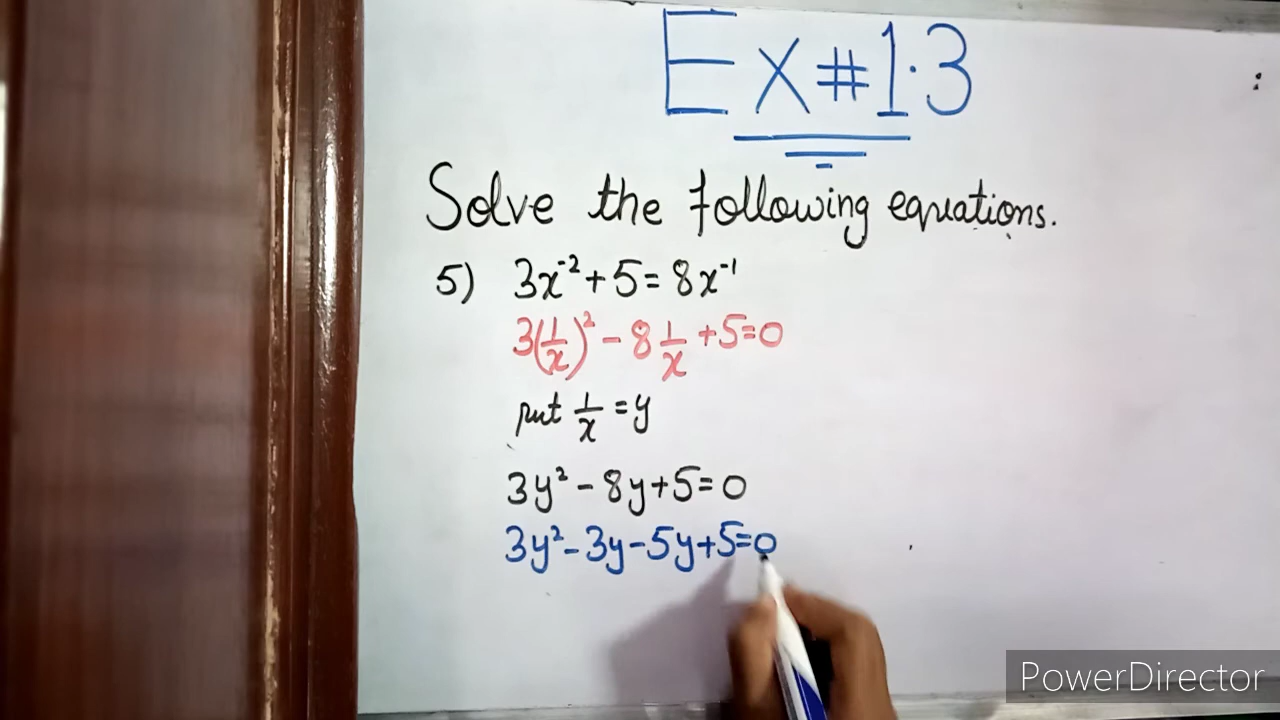 Ex#1.3
Solve the following equations.
5) 3x⁻²+5=8x⁻¹
3(1/x)² - 8 1/x +5=0
put 1/x = y
3y² - 8y+5=0
3y²-3y-5y+5=0
PowerDirector